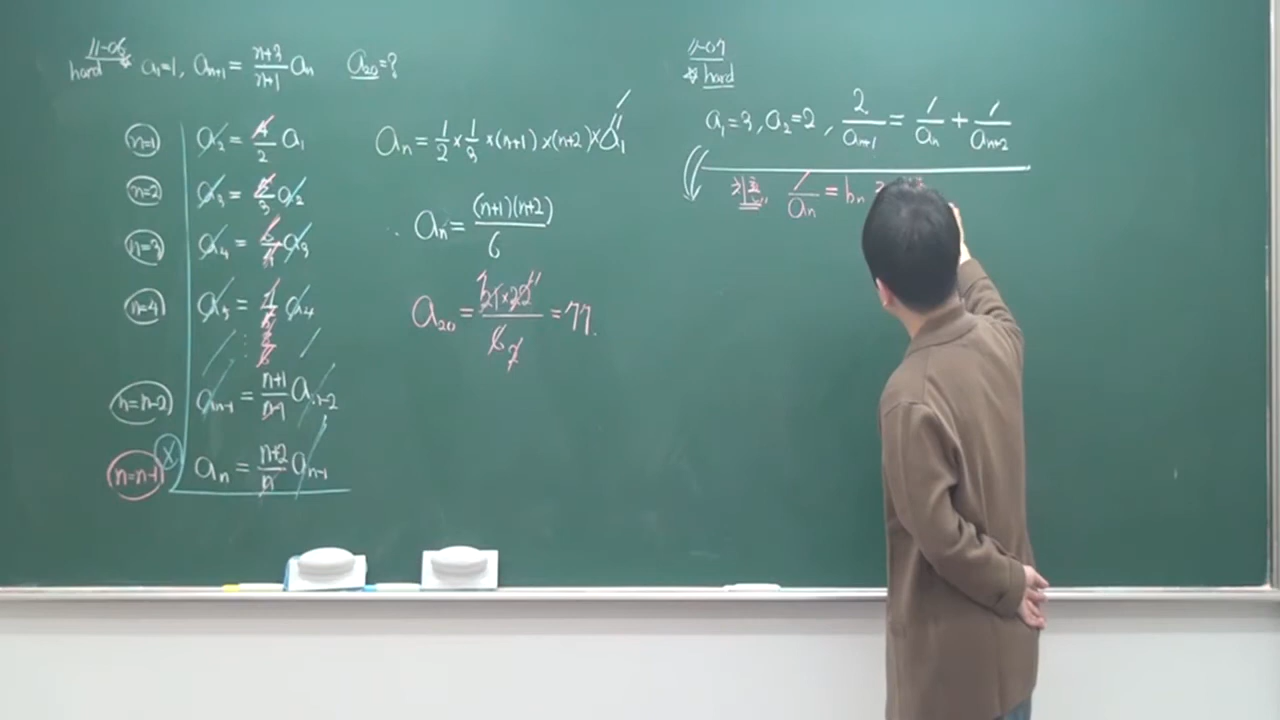 11-06
hard * a₁=1, aₙ₊₁ = (n+3)/(n+1) aₙ a₂₀=?
n=1 a₂ = 4/2 a₁
n=2 a₃ = 5/3 a₂
n=3 a₄ = 6/4 a₃
n=4 a₅ = 7/5 a₄
⋮ 8/6
n=n-2 aₙ₋₁ = (n+1)/(n-1) aₙ₋₂
n=n-1 × aₙ = (n+2)/n aₙ₋₁
aₙ = 1/2 × 1/3 × (n+1) × (n+2) × a₁ 1
∴ aₙ = (n+1)(n+2)/6
a₂₀ = 21×22/6 = 77.
11-07
* hard
a₁=3, a₂=2, 2/aₙ₊₁ = 1/aₙ + 1/aₙ₊₂
1/aₙ = bₙ